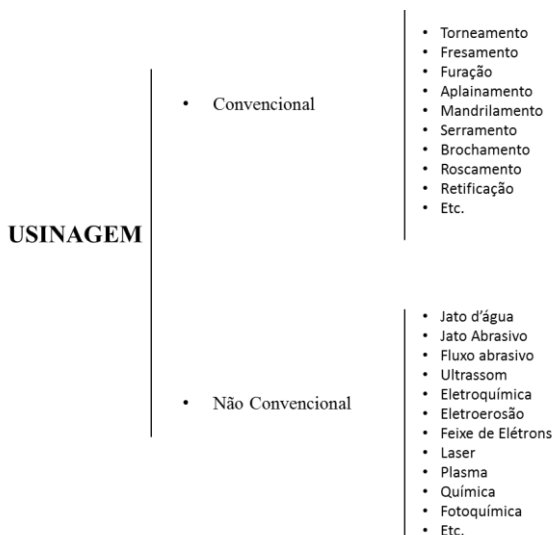 USINAGEM
• Convencional
• Torneamento
• Fresamento
• Furação
• Aplainamento
• Mandrilamento
• Serramento
• Brochamento
• Roscamento
• Retificação
• Etc.
• Não Convencional
• Jato d’água
• Jato Abrasivo
• Fluxo abrasivo
• Ultrassom
• Eletroquímica
• Eletroerosão
• Feixe de Elétrons
• Laser
• Plasma
• Química
• Fotoquímica
• Etc.